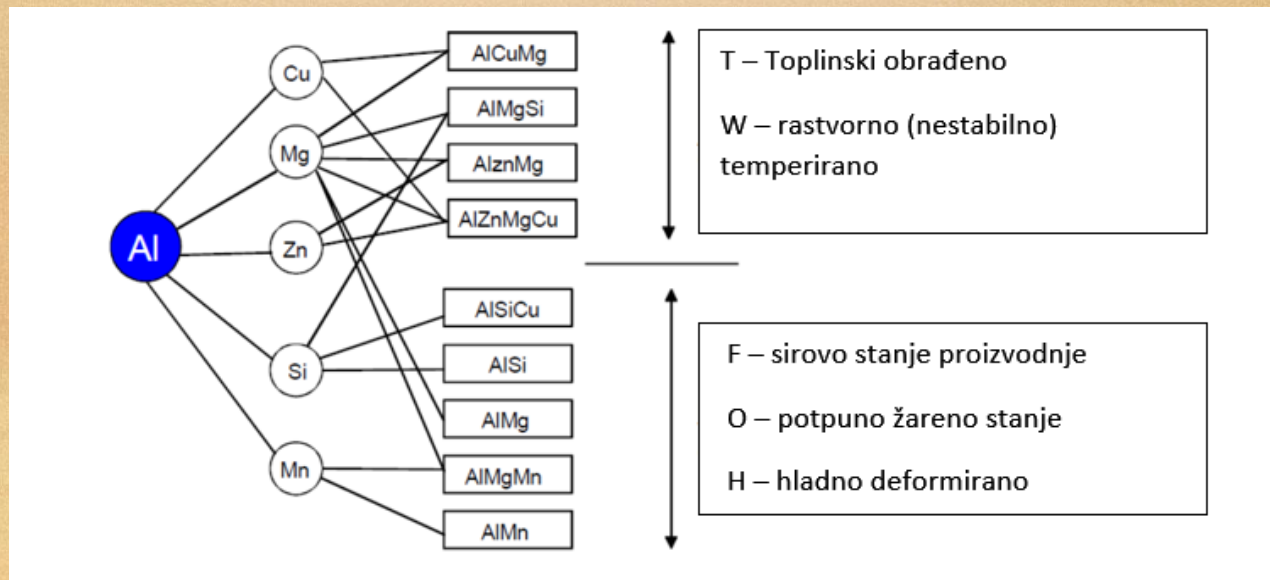 Al
Cu
Mg
Zn
Si
Mn
AlCuMg
AlMgSi
AlznMg
AlZnMgCu
AlSiCu
AlSi
AlMg
AlMgMn
AlMn
T – Toplinski obrađeno
W – rastvorno (nestabilno)
temperirano
F – sirovo stanje proizvodnje
O – potpuno žareno stanje
H – hladno deformirano